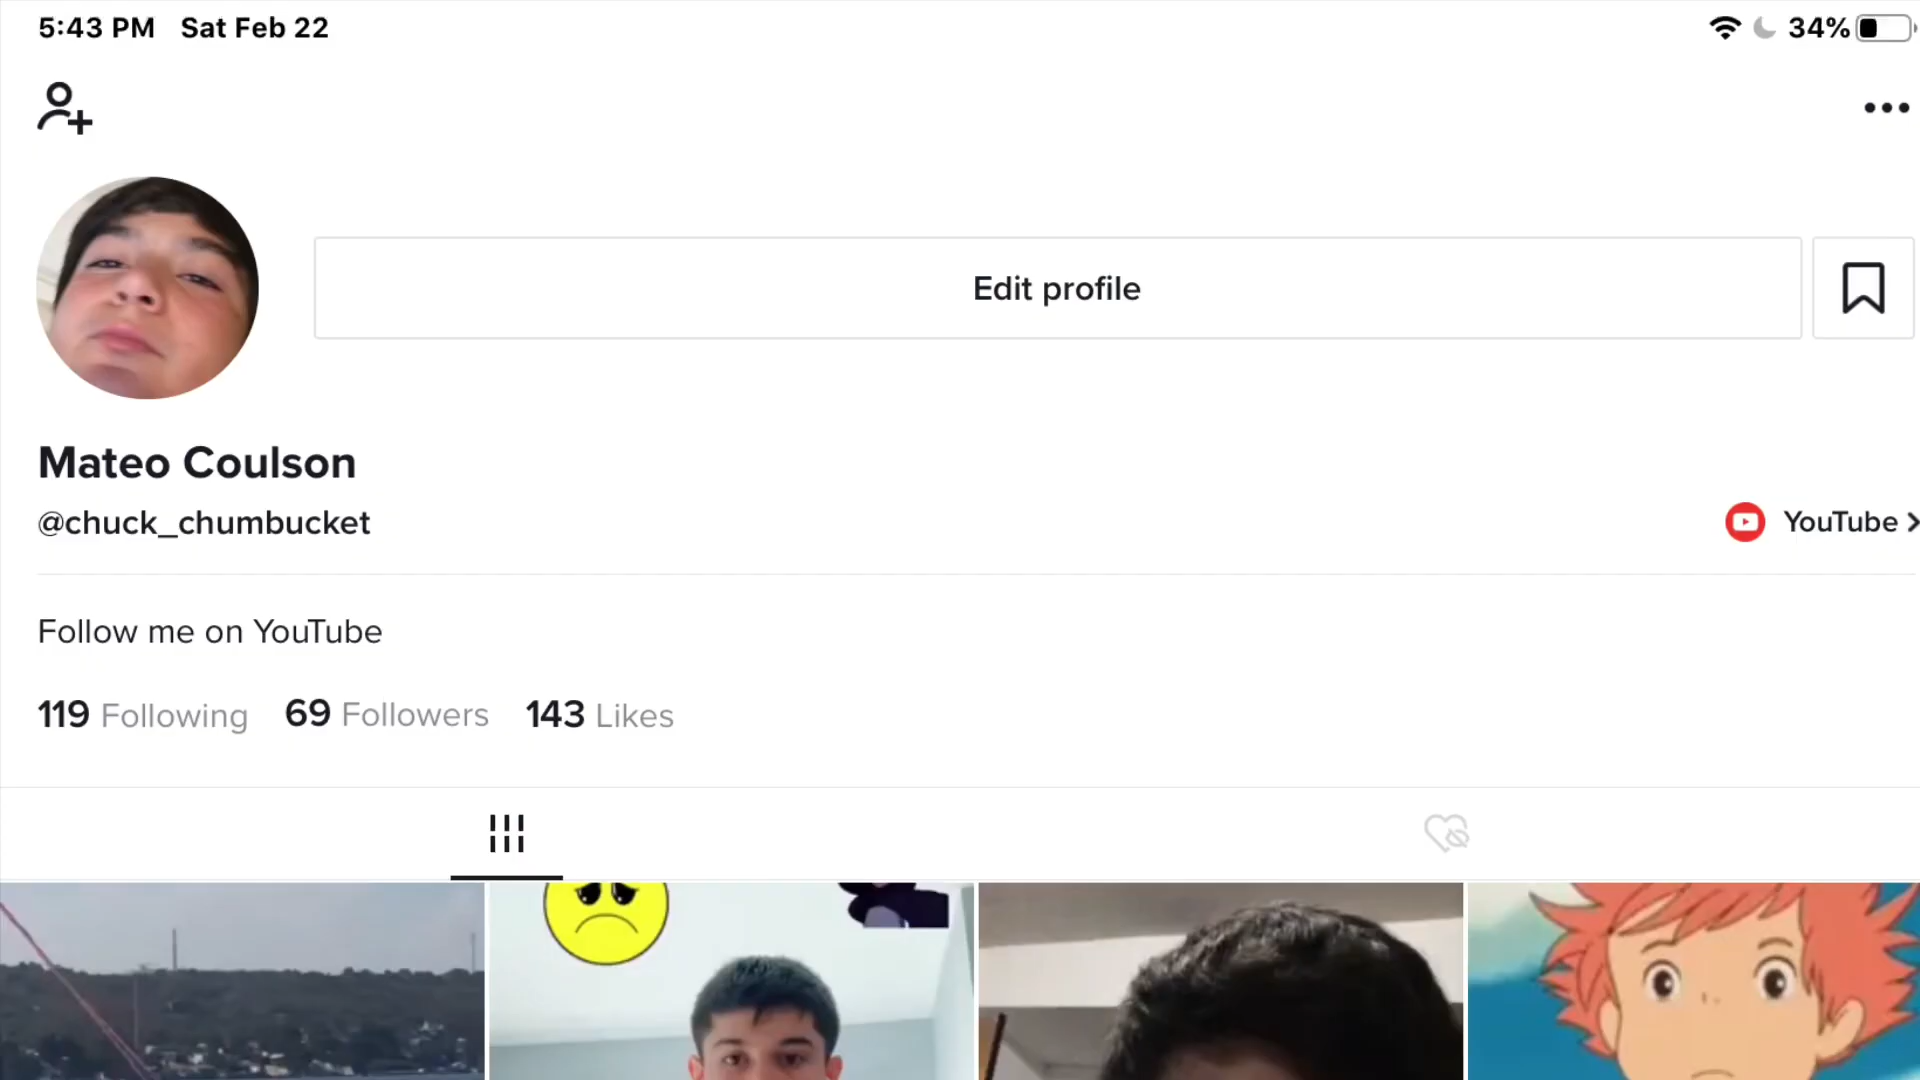 5:43 PM Sat Feb 22 34%
Edit profile
Mateo Coulson
@chuck_chumbucket YouTube
Follow me on YouTube
119 Following 69 Followers 143 Likes